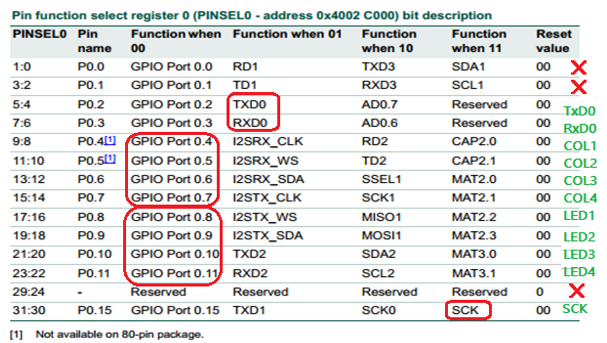 Pin function select register 0 (PINSEL0 - address 0x4002 C000) bit description
PINSEL0 Pin name Function when 00 Function when 01 Function when 10 Function when 11 Reset value
1:0 P0.0 GPIO Port 0.0 RD1 TXD3 SDA1 00
3:2 P0.1 GPIO Port 0.1 TD1 RXD3 SCL1 00
5:4 P0.2 GPIO Port 0.2 TXD0 AD0.7 Reserved 00 TxD0
7:6 P0.3 GPIO Port 0.3 RXD0 AD0.6 Reserved 00 RxD0
9:8 P0.4[1] GPIO Port 0.4 I2SRX_CLK RD2 CAP2.0 00 COL1
11:10 P0.5[1] GPIO Port 0.5 I2SRX_WS TD2 CAP2.1 00 COL2
13:12 P0.6 GPIO Port 0.6 I2SRX_SDA SSEL1 MAT2.0 00 COL3
15:14 P0.7 GPIO Port 0.7 I2STX_CLK SCK1 MAT2.1 00 COL4
17:16 P0.8 GPIO Port 0.8 I2STX_WS MISO1 MAT2.2 00 LED1
19:18 P0.9 GPIO Port 0.9 I2STX_SDA MOSI1 MAT2.3 00 LED2
21:20 P0.10 GPIO Port 0.10 TXD2 SDA2 MAT3.0 00 LED3
23:22 P0.11 GPIO Port 0.11 RXD2 SCL2 MAT3.1 00 LED4
29:24 - Reserved Reserved Reserved Reserved 0
31:30 P0.15 GPIO Port 0.15 TXD1 SCK0 SCK 00 SCK
[1] Not available on 80-pin package.